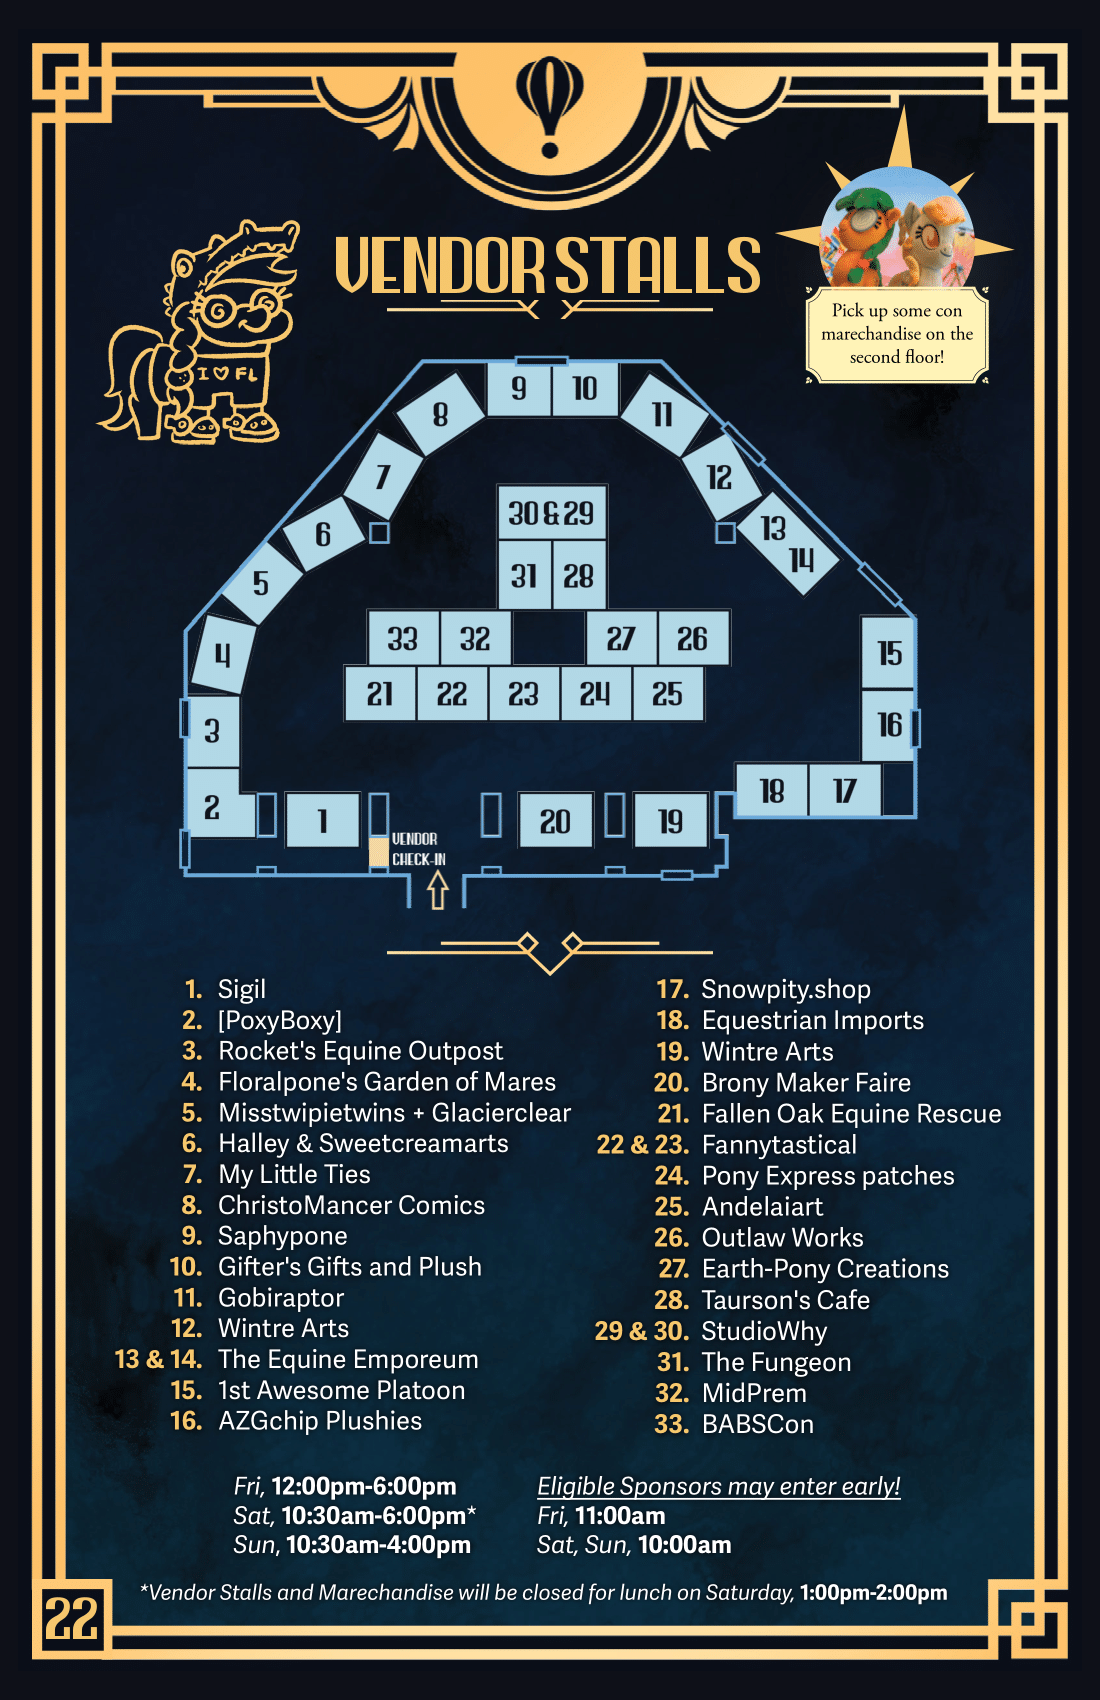 VENDOR STALLS
Pick up some con
marechandise on the
second floor!
I ♡ FL
9
10
8
11
7
12
30 & 29
13
14
6
31
28
5
33
32
27
26
4
15
21
22
23
24
25
3
16
18
17
2
1
20
19
VENDOR
CHECK-IN
1. Sigil
2. [PoxyBoxy]
3. Rocket's Equine Outpost
4. Floralpone's Garden of Mares
5. Misstwipietwins + Glacierclear
6. Halley & Sweetcreamarts
7. My Little Ties
8. ChristoMancer Comics
9. Saphypone
10. Gifter's Gifts and Plush
11. Gobiraptor
12. Wintre Arts
13 & 14. The Equine Emporeum
15. 1st Awesome Platoon
16. AZGchip Plushies
17. Snowpity.shop
18. Equestrian Imports
19. Wintre Arts
20. Brony Maker Faire
21. Fallen Oak Equine Rescue
22 & 23. Fannytastical
24. Pony Express patches
25. Andelaiart
26. Outlaw Works
27. Earth-Pony Creations
28. Taurson's Cafe
29 & 30. StudioWhy
31. The Fungeon
32. MidPrem
33. BABSCon
Fri, 12:00pm-6:00pm
Sat, 10:30am-6:00pm*
Sun, 10:30am-4:00pm
Eligible Sponsors may enter early!
Fri, 11:00am
Sat, Sun, 10:00am
*Vendor Stalls and Marechandise will be closed for lunch on Saturday, 1:00pm-2:00pm
22